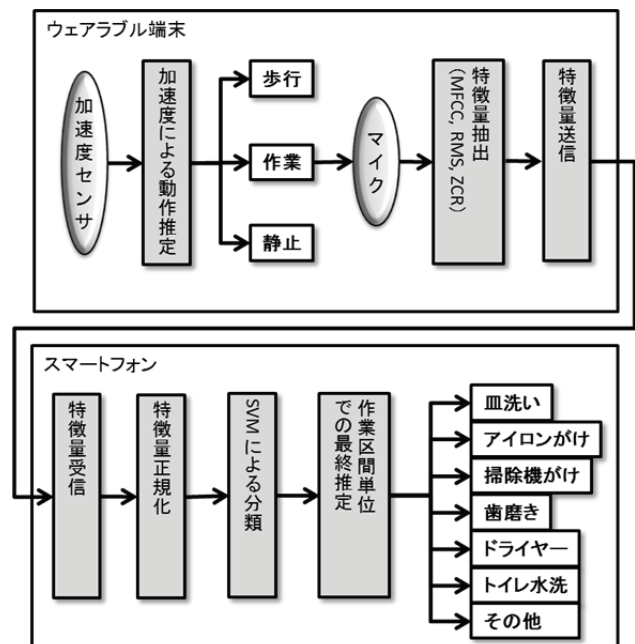 ウェアラブル端末
加速度センサ
加速度による動作推定
歩行
作業
静止
マイク
特徴量抽出
(MFCC, RMS, ZCR)
特徴量送信
スマートフォン
特徴量受信
特徴量正規化
SVMによる分類
作業区間単位
での最終推定
皿洗い
アイロンがけ
掃除機がけ
歯磨き
ドライヤー
トイレ水洗
その他